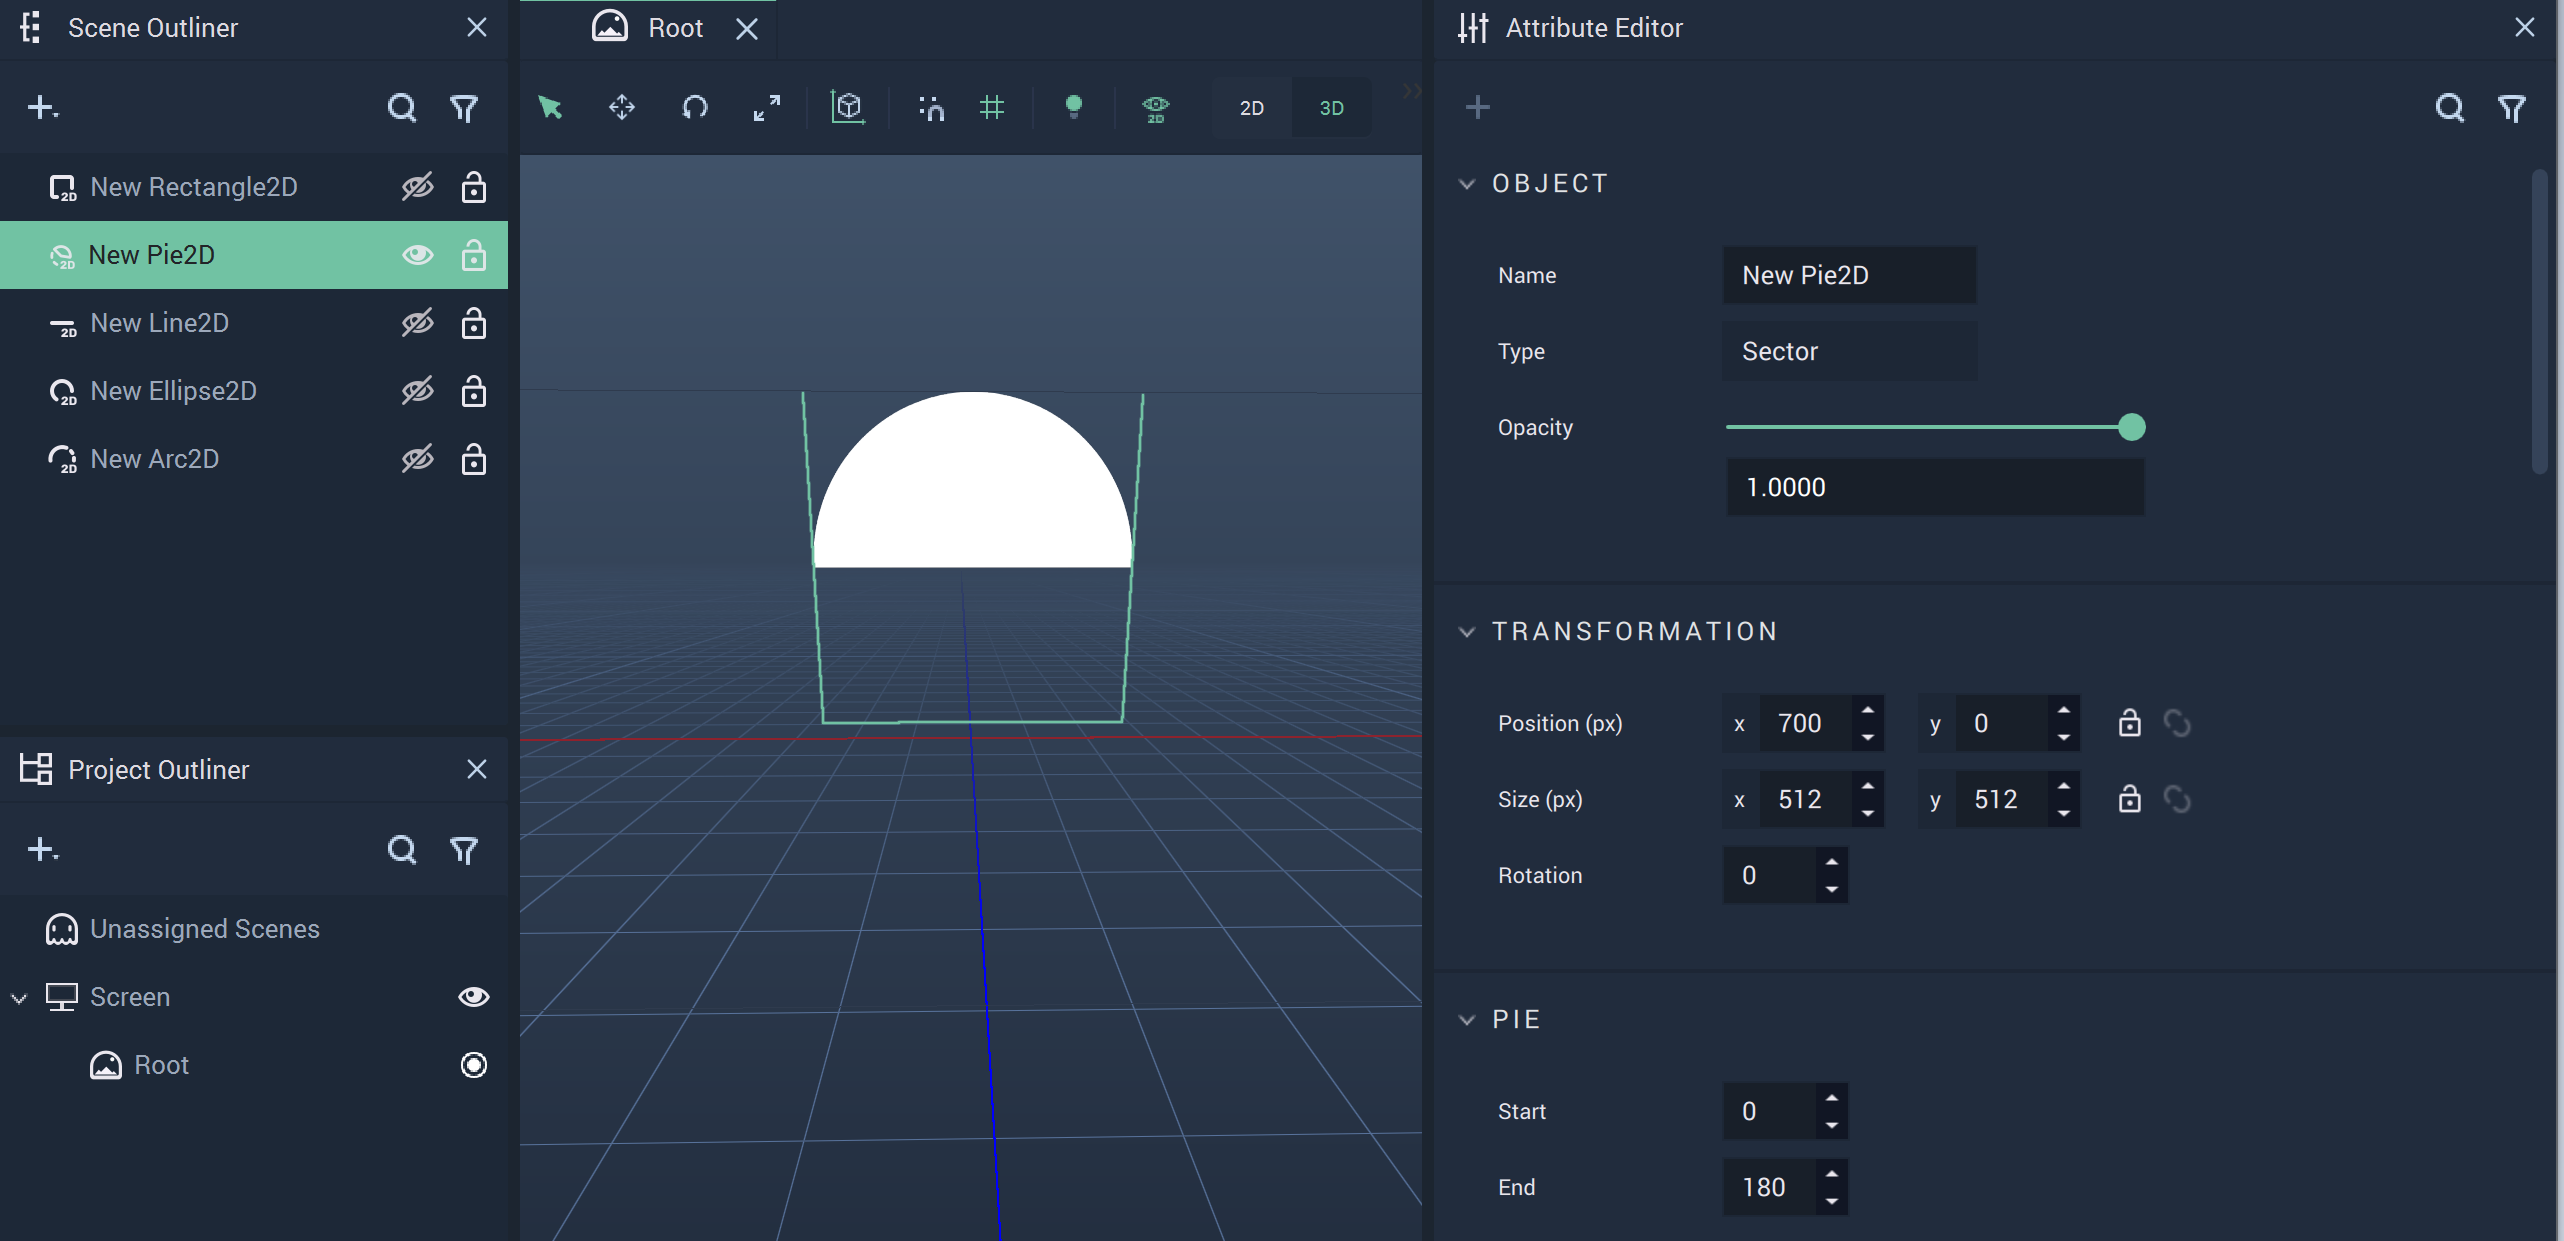 Scene Outliner
New Rectangle2D
New Pie2D
New Line2D
New Ellipse2D
New Arc2D
Project Outliner
Unassigned Scenes
Screen
Root
Root
2D
2D 3D
Attribute Editor
OBJECT
Name New Pie2D
Type Sector
Opacity
1.0000
TRANSFORMATION
Position (px) x 700 y 0
Size (px) x 512 y 512
Rotation 0
PIE
Start 0
End 180